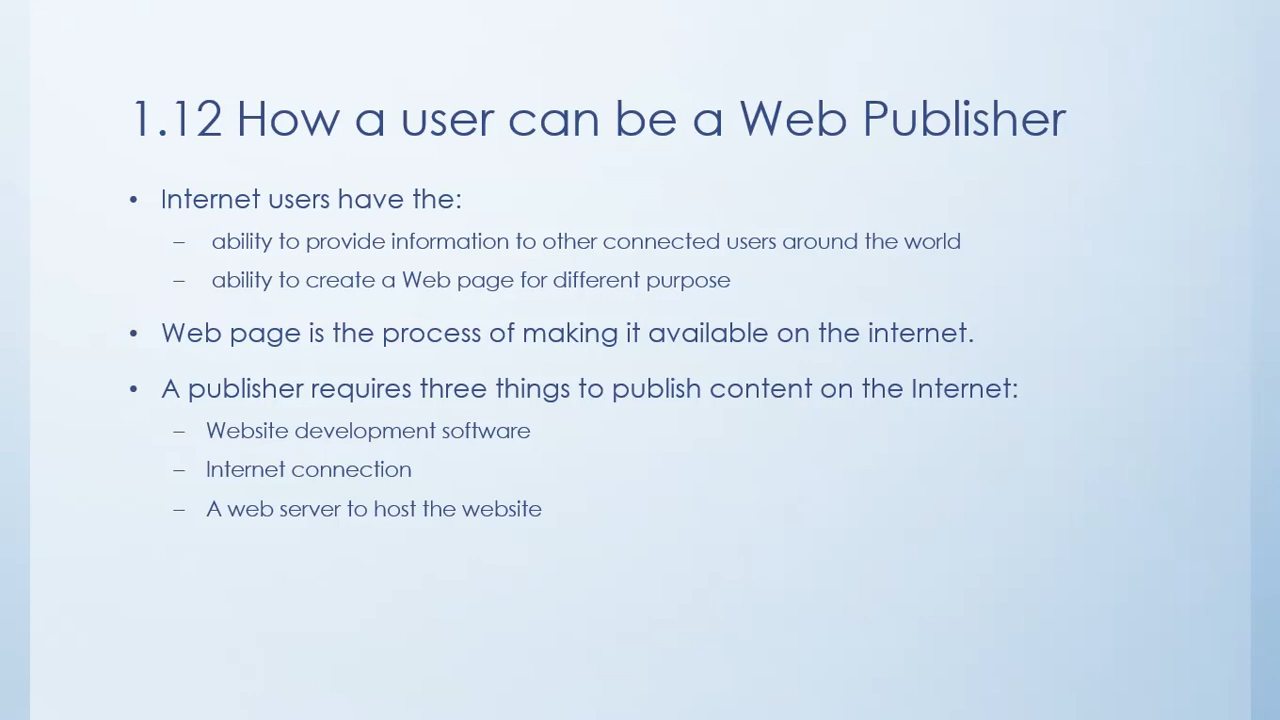 1.12 How a user can be a Web Publisher
• Internet users have the:
– ability to provide information to other connected users around the world
– ability to create a Web page for different purpose
• Web page is the process of making it available on the internet.
• A publisher requires three things to publish content on the Internet:
– Website development software
– Internet connection
– A web server to host the website